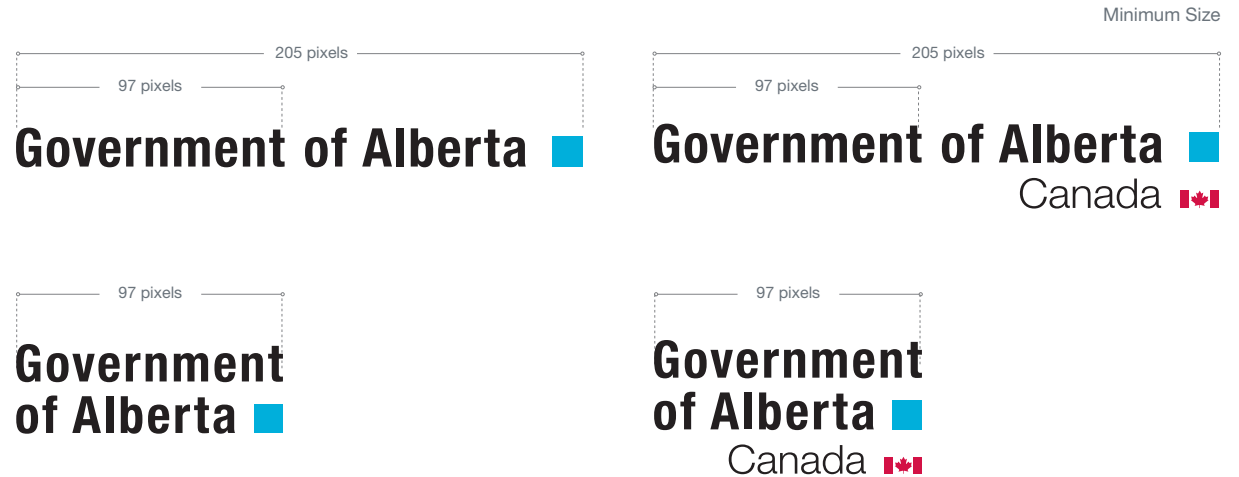 Minimum Size
205 pixels
97 pixels
Government of Alberta
205 pixels
97 pixels
Government of Alberta
Canada
97 pixels
Government
of Alberta
97 pixels
Government
of Alberta
Canada